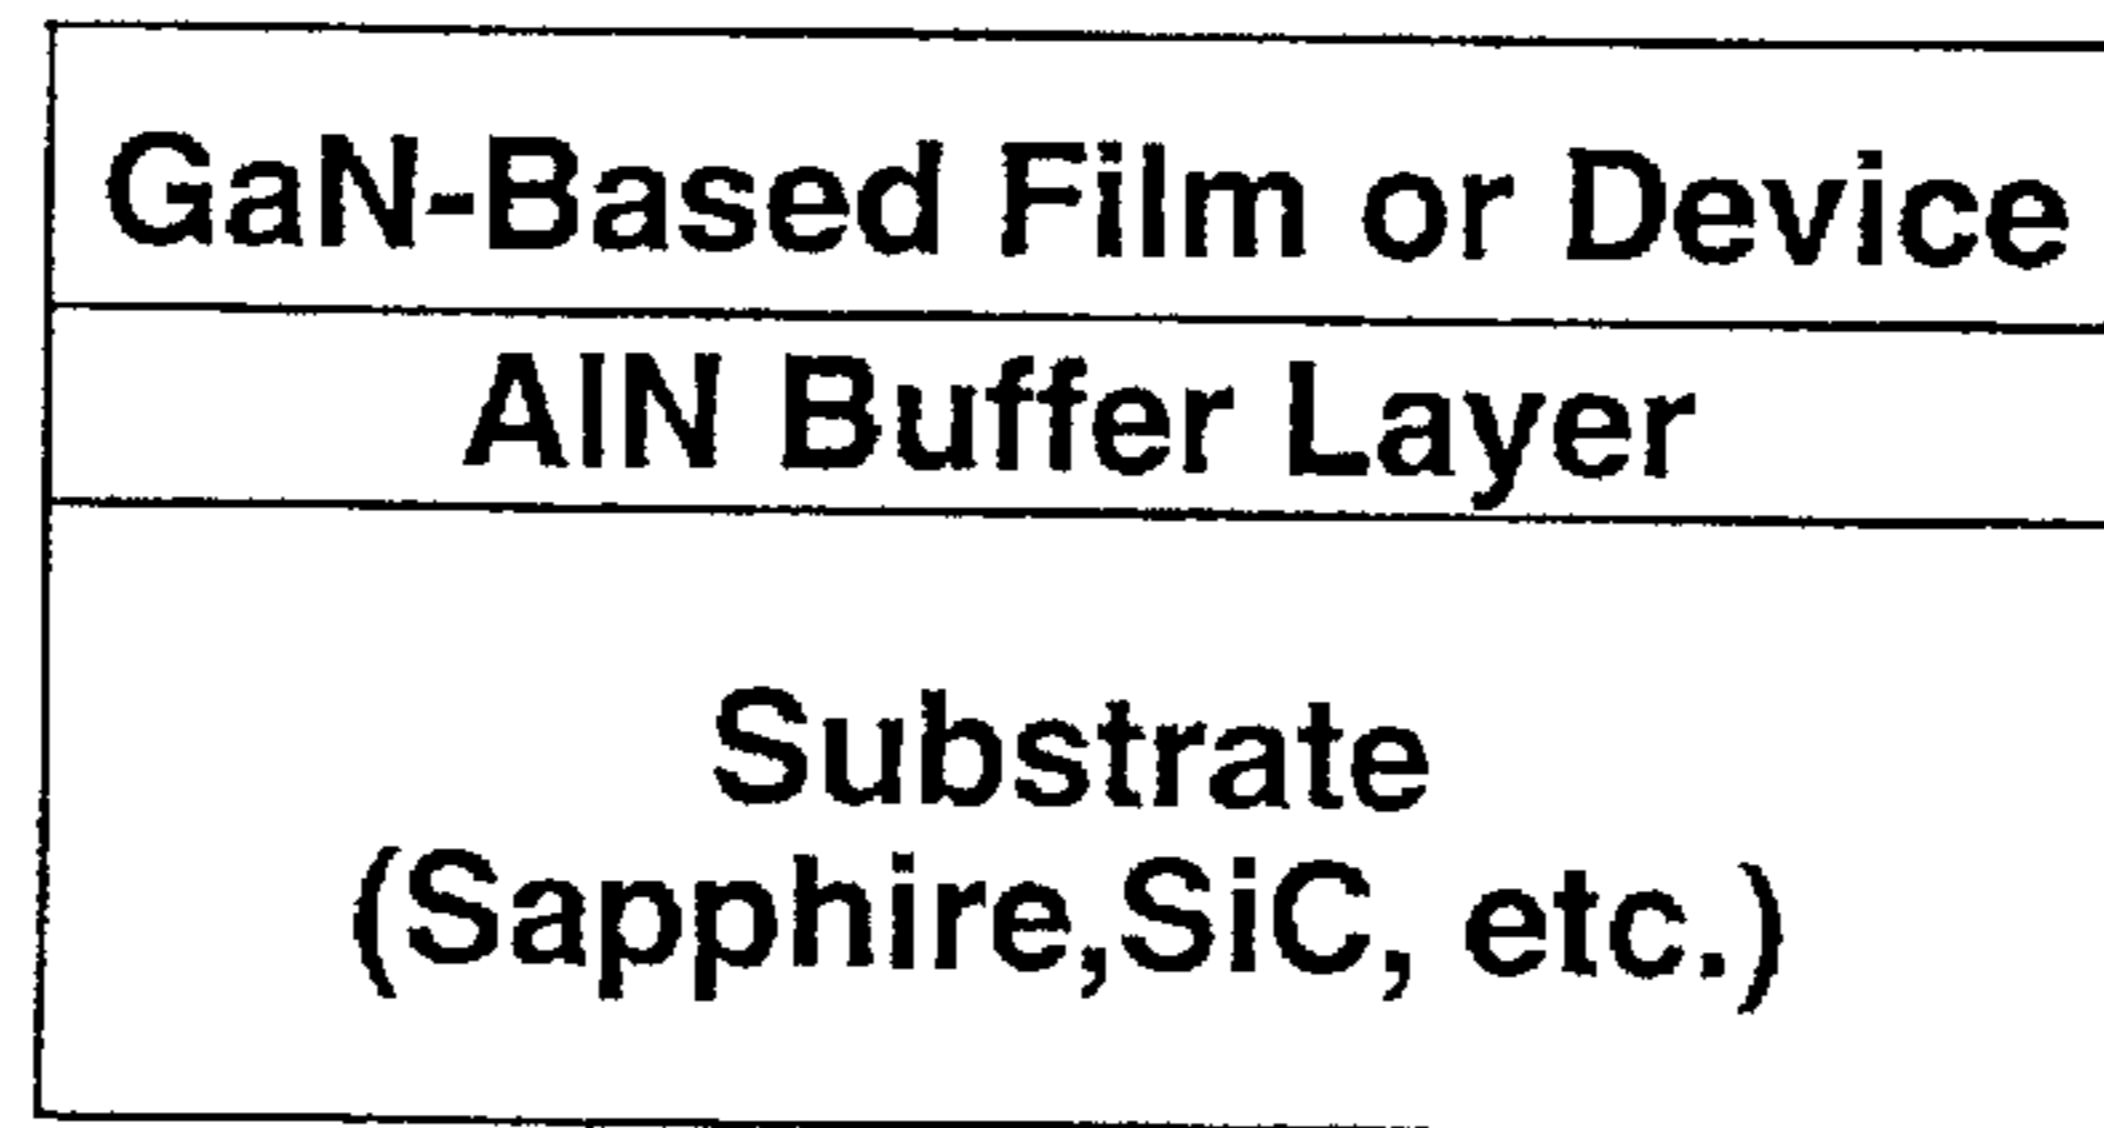 GaN-Based Film or Device
AlN Buffer Layer
Substrate
(Sapphire,SiC, etc.)